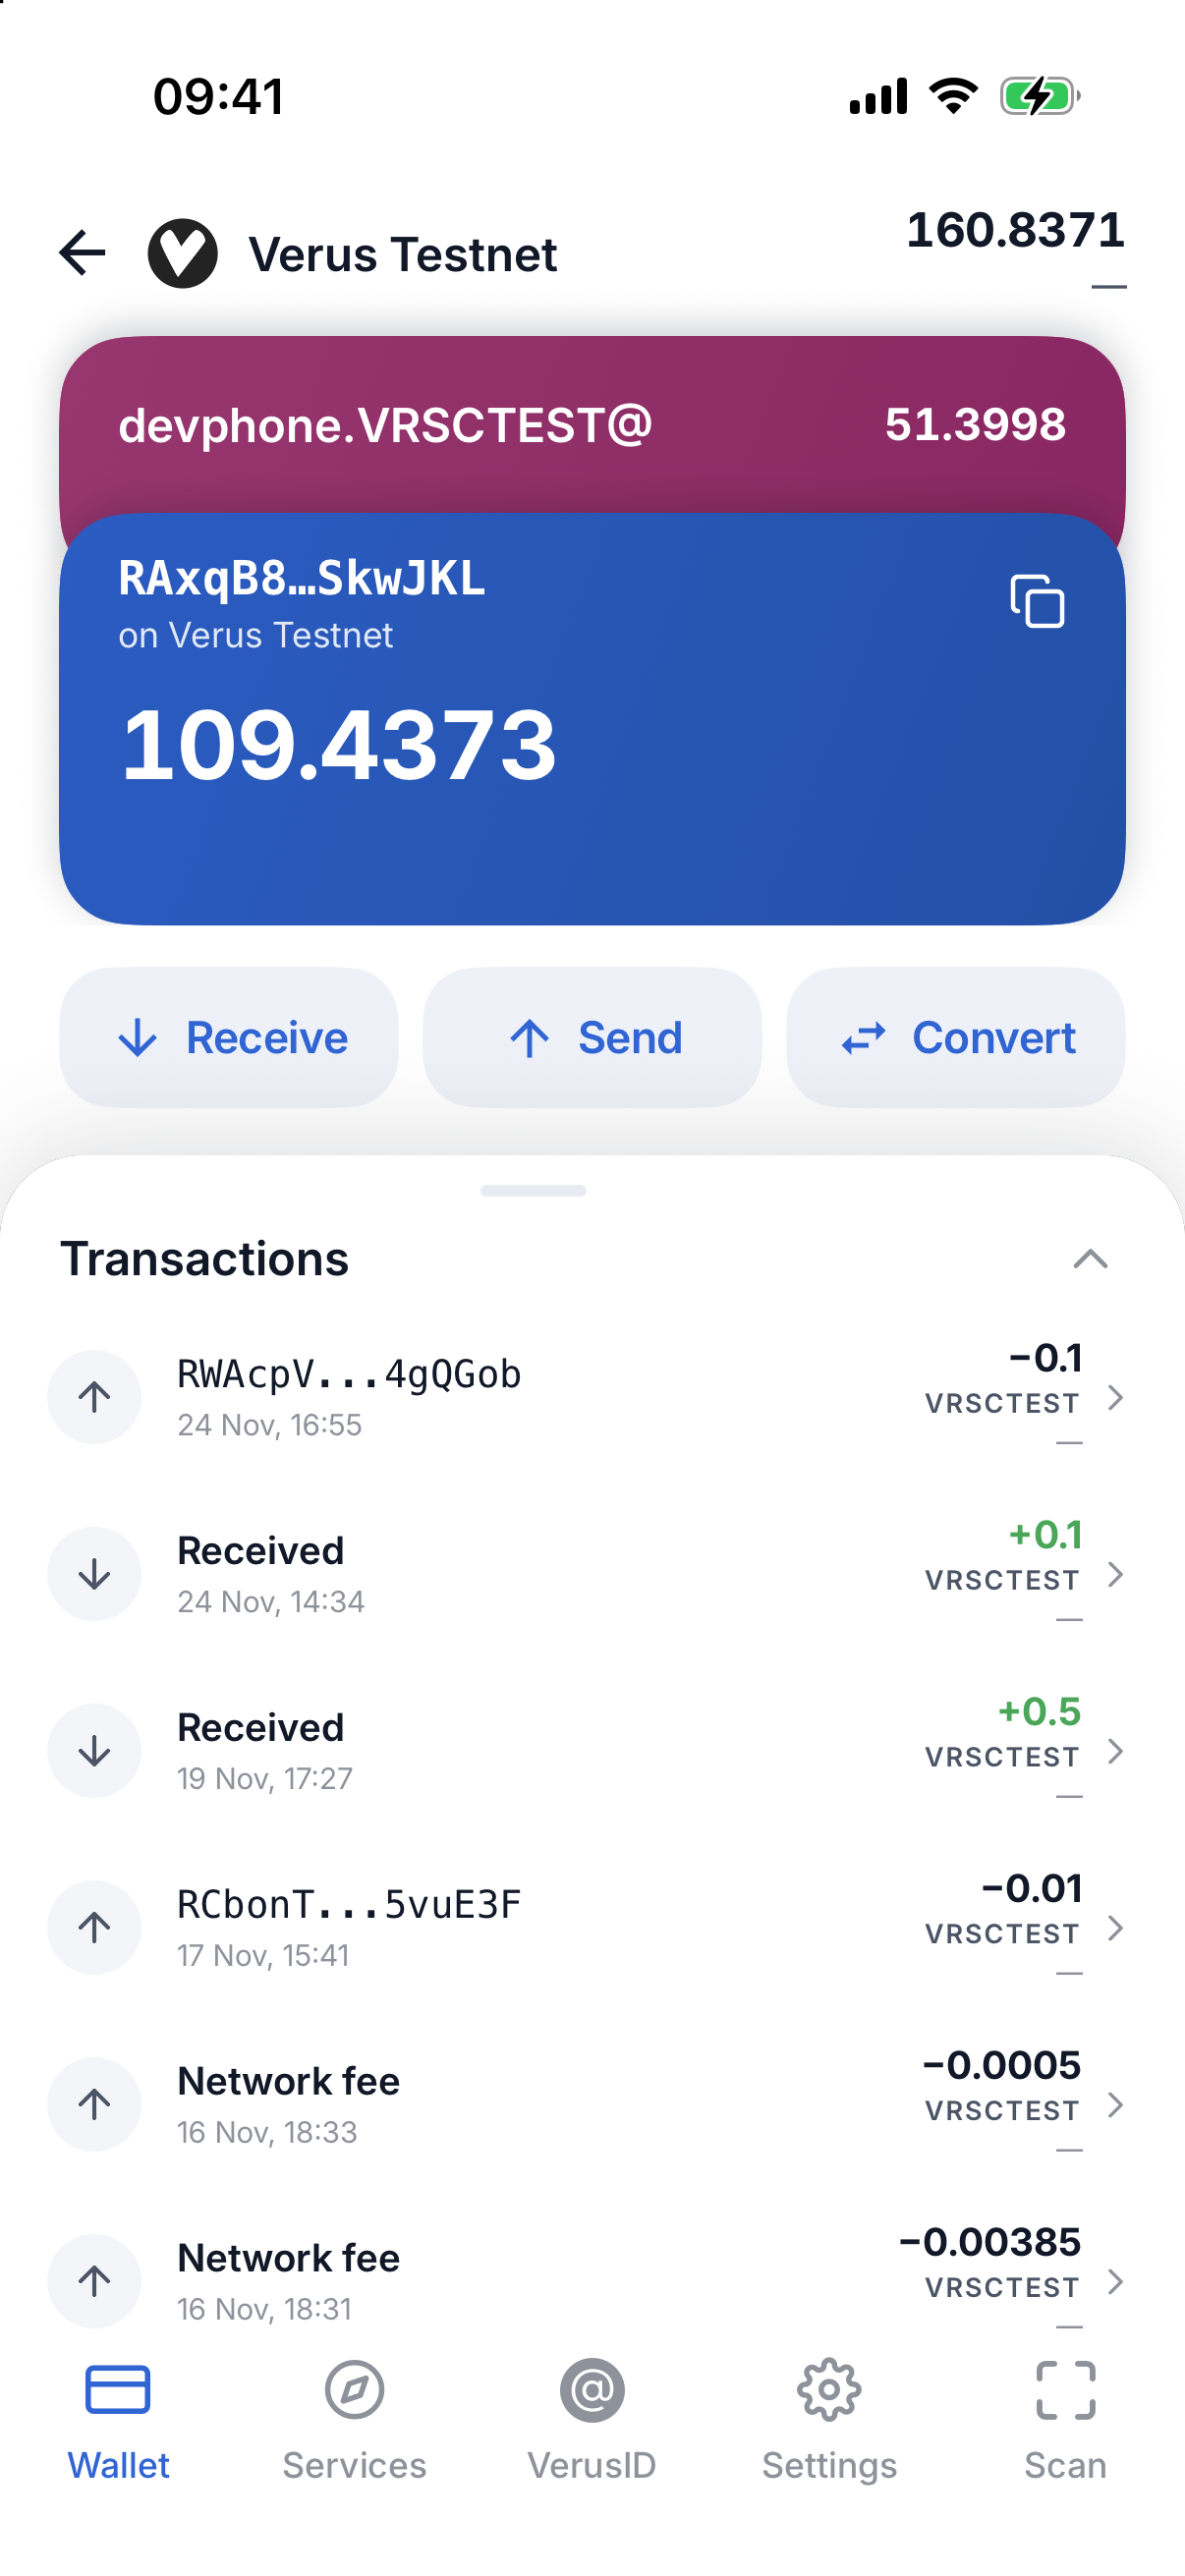 09:41
Verus Testnet
160.8371
—
devphone.VRSCTEST@
51.3998
RAxqB8…SkwJKL
on Verus Testnet
109.4373
Receive
Send
Convert
Transactions
RWAcpV...4gQGob
−0.1
24 Nov, 16:55
VRSCTEST
—
Received
+0.1
24 Nov, 14:34
VRSCTEST
—
Received
+0.5
19 Nov, 17:27
VRSCTEST
—
RCbonT...5vuE3F
−0.01
17 Nov, 15:41
VRSCTEST
—
Network fee
−0.0005
16 Nov, 18:33
VRSCTEST
—
Network fee
−0.00385
16 Nov, 18:31
VRSCTEST
—
Wallet
Services
VerusID
Settings
Scan